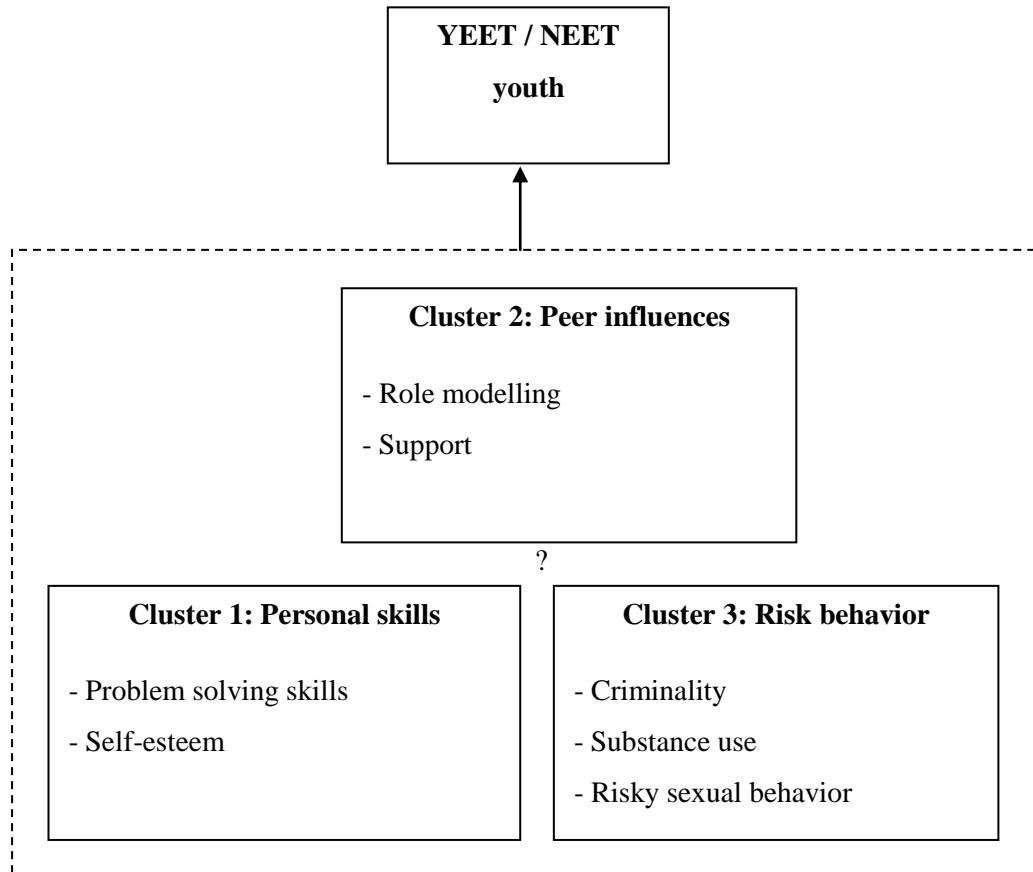 YEET / NEET
youth
Cluster 2: Peer influences
- Role modelling
- Support
?
Cluster 1: Personal skills
- Problem solving skills
- Self-esteem
Cluster 3: Risk behavior
- Criminality
- Substance use
- Risky sexual behavior